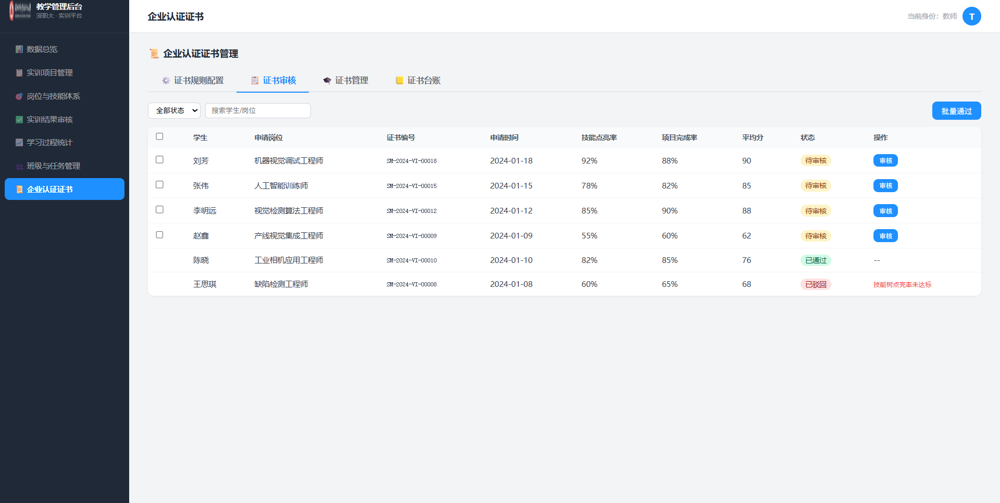 教学管理后台
深职大 · 实训平台
数据总览
实训项目管理
岗位与技能体系
实训结果审核
学习过程统计
班级与任务管理
企业认证证书
企业认证证书
当前身份：教师
T
企业认证证书管理
证书规则配置
证书审核
证书管理
证书台账
全部状态
搜索学生/岗位
批量通过
学生 申请岗位 证书编号 申请时间 技能点亮率 项目完成率 平均分 状态 操作
刘芳 机器视觉调试工程师 SM-2024-VI-00018 2024-01-18 92% 88% 90 待审核 审核
张伟 人工智能训练师 SM-2024-VI-00015 2024-01-15 78% 82% 85 待审核 审核
李明远 视觉检测算法工程师 SM-2024-VI-00012 2024-01-12 85% 90% 88 待审核 审核
赵鑫 产线视觉集成工程师 SM-2024-VI-00009 2024-01-09 55% 60% 62 待审核 审核
陈晓 工业相机应用工程师 SM-2024-VI-00010 2024-01-10 82% 85% 76 已通过 --
王思琪 缺陷检测工程师 SM-2024-VI-00008 2024-01-08 60% 65% 68 已驳回 技能树点亮率未达标